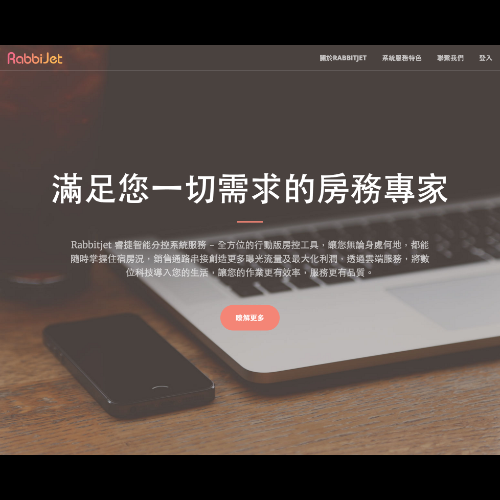 RabbiJet
關於RABBITJET 系統服務特色 聯繫我們 登入
滿足您一切需求的房務專家
Rabbitjet 睿捷智能分控系統服務 – 全方位的行動版房控工具，讓您無論身處何地，都能
隨時掌握住宿房況，銷售通路串接創造更多曝光流量及最大化利潤。透過雲端服務，將數
位科技導入您的生活，讓您的作業更有效率，服務更有品質。
瞭解更多